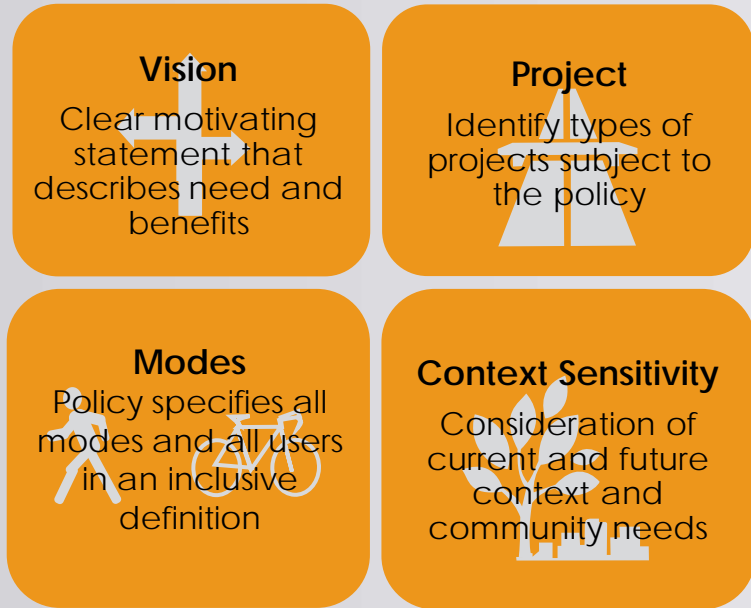 Vision
Clear motivating
statement that
describes need and
benefits
Project
Identify types of
projects subject to
the policy
Modes
Policy specifies all
modes and all users
in an inclusive
definition
Context Sensitivity
Consideration of
current and future
context and
community needs